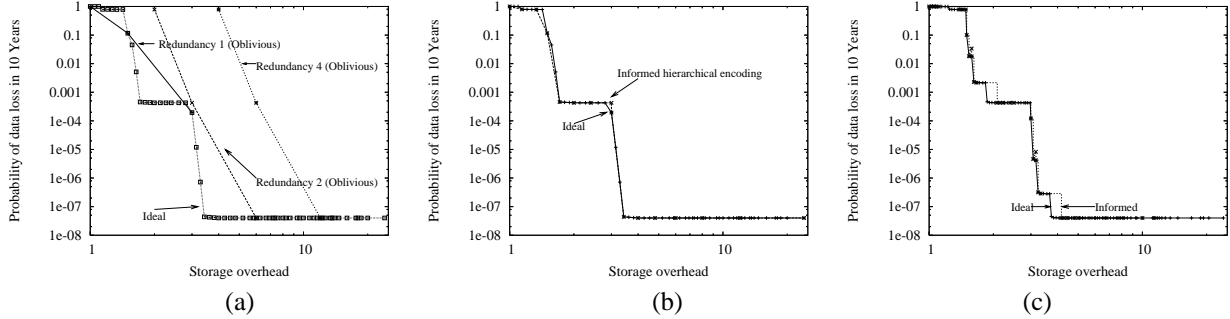 Probability of data loss in 10 Years
1
0.1
0.01
0.001
1e-04
1e-05
1e-06
1e-07
1e-08
Redundancy 1 (Oblivious)
Redundancy 4 (Oblivious)
Redundancy 2 (Oblivious)
Ideal
1
10
Storage overhead
(a)
Probability of data loss in 10 Years
1
0.1
0.01
0.001
1e-04
1e-05
1e-06
1e-07
1e-08
Informed hierarchical encoding
Ideal
1
10
Storage overhead
(b)
Probability of data loss in 10 Years
1
0.1
0.01
0.001
1e-04
1e-05
1e-06
1e-07
1e-08
Ideal
Informed
1
10
Storage overhead
(c)